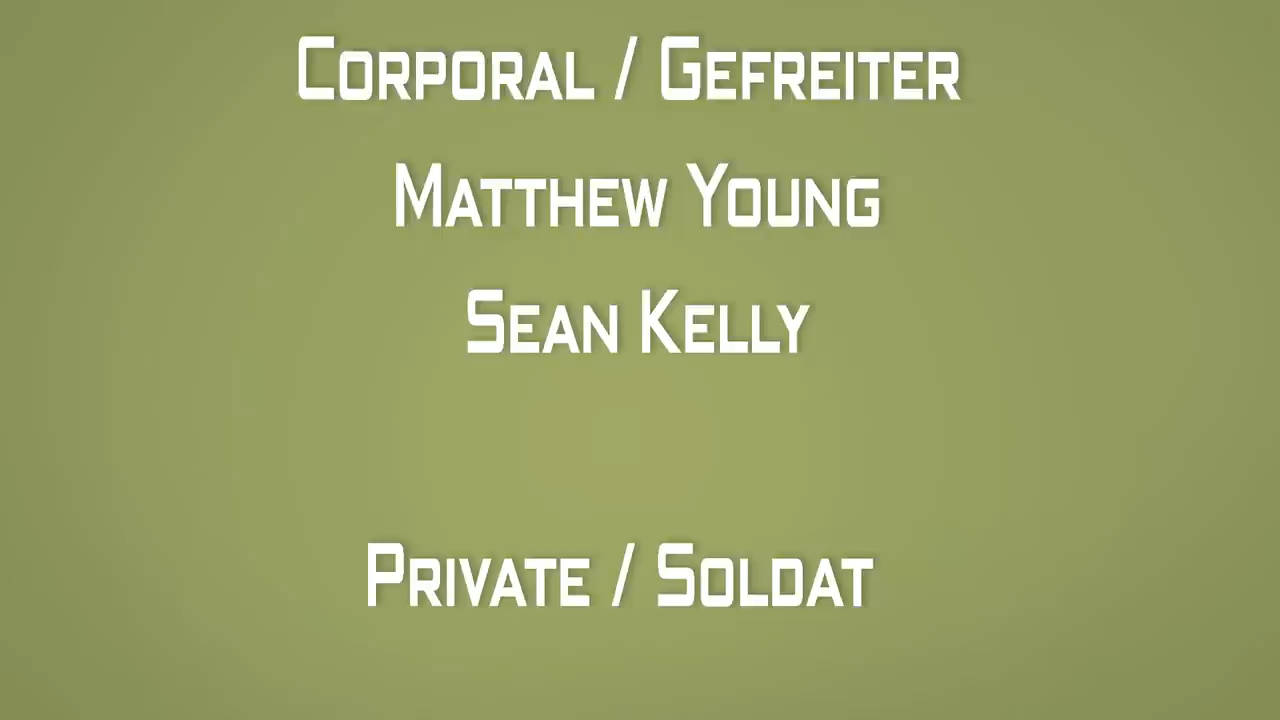 Corporal / Gefreiter
Matthew Young
Sean Kelly
Private / Soldat